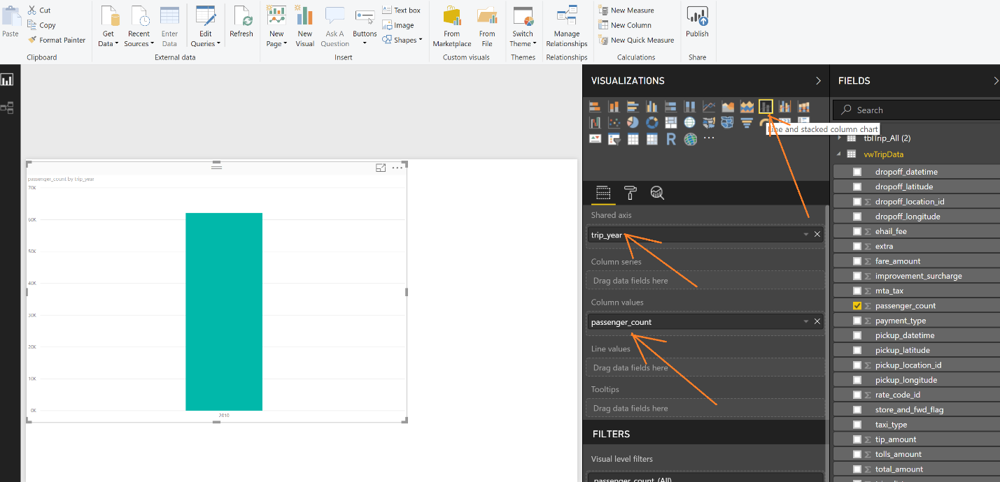 Cut
Copy
Format Painter
Paste
Clipboard
Get Data
Recent Sources
Enter Data
Edit Queries
External data
Refresh
New Page
New Visual
Ask A Question
Buttons
Text box
Image
Shapes
Insert
From Marketplace
From File
Custom visuals
Switch Theme
Themes
Manage Relationships
Relationships
New Measure
New Column
New Quick Measure
Calculations
Publish
Share
passenger_count by trip_year
70K
60K
50K
40K
30K
20K
10K
0K
2010
VISUALIZATIONS
R
Line and stacked column chart
Shared axis
trip_year
Column series
Drag data fields here
Column values
passenger_count
Line values
Drag data fields here
Tooltips
Drag data fields here
FILTERS
Visual level filters
passenger_count (All)
FIELDS
Search
tblTrip_All (2)
vwTripData
dropoff_datetime
dropoff_latitude
dropoff_location_id
dropoff_longitude
ehail_fee
extra
fare_amount
improvement_surcharge
mta_tax
passenger_count
payment_type
pickup_datetime
pickup_latitude
pickup_location_id
pickup_longitude
rate_code_id
store_and_fwd_flag
taxi_type
tip_amount
tolls_amount
total_amount